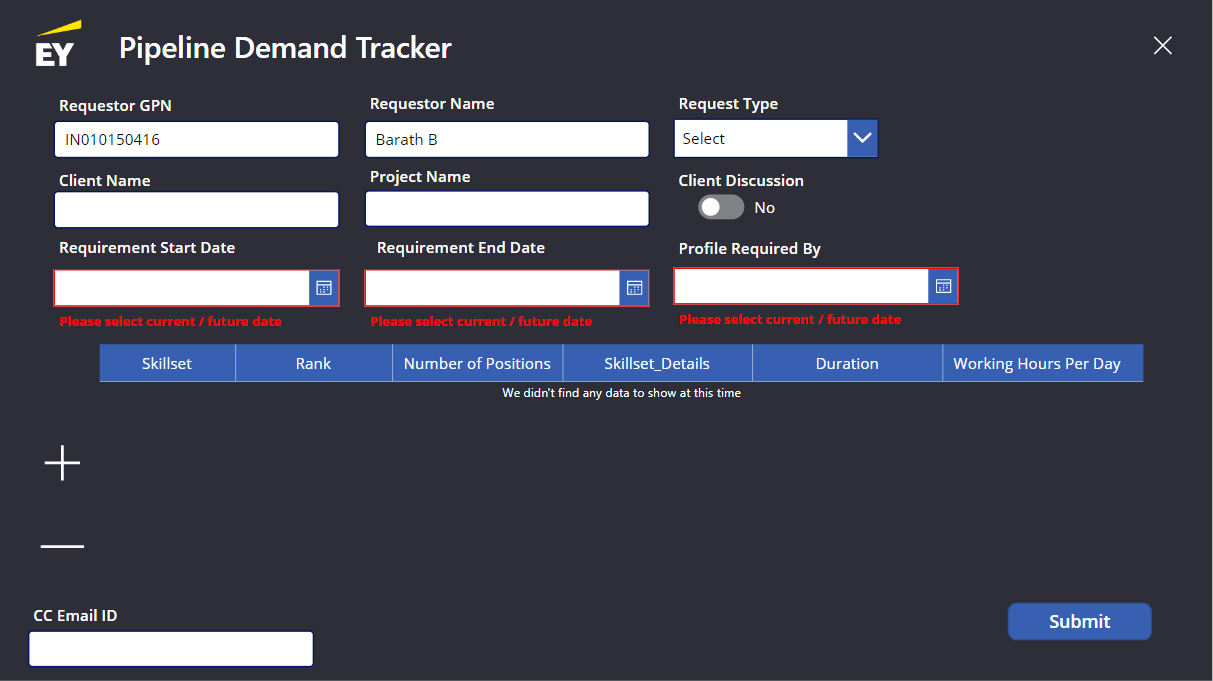 EY
Pipeline Demand Tracker
Requestor GPN
Requestor Name
Request Type
IN010150416
Barath B
Select
Client Name
Project Name
Client Discussion
No
Requirement Start Date
Requirement End Date
Profile Required By
Please select current / future date
Please select current / future date
Please select current / future date
Skillset Rank Number of Positions Skillset_Details Duration Working Hours Per Day
We didn't find any data to show at this time
CC Email ID
Submit